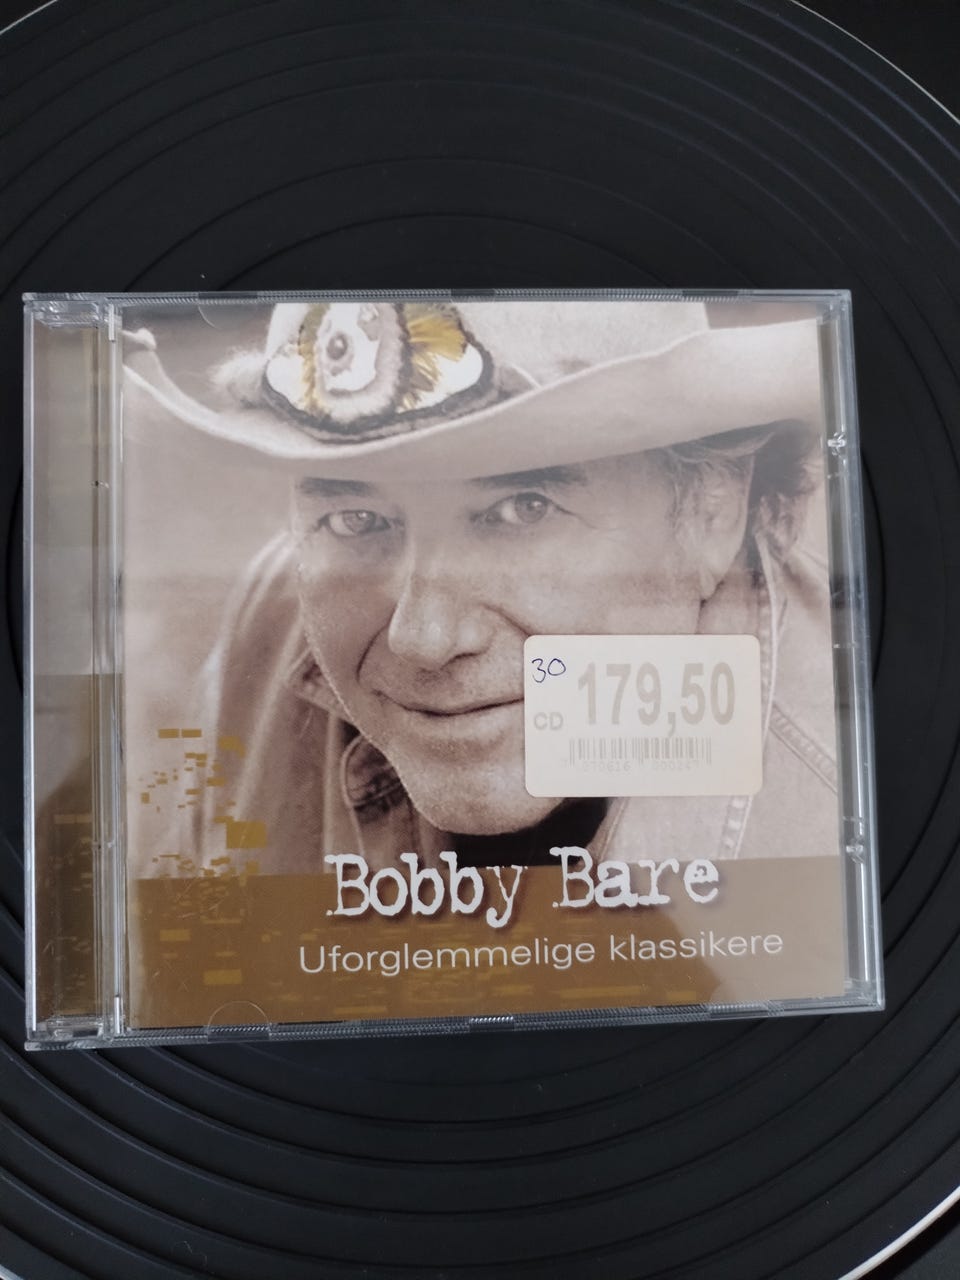 30
179,50
CD
Bobby Bare
Uforglemmelige klassikere